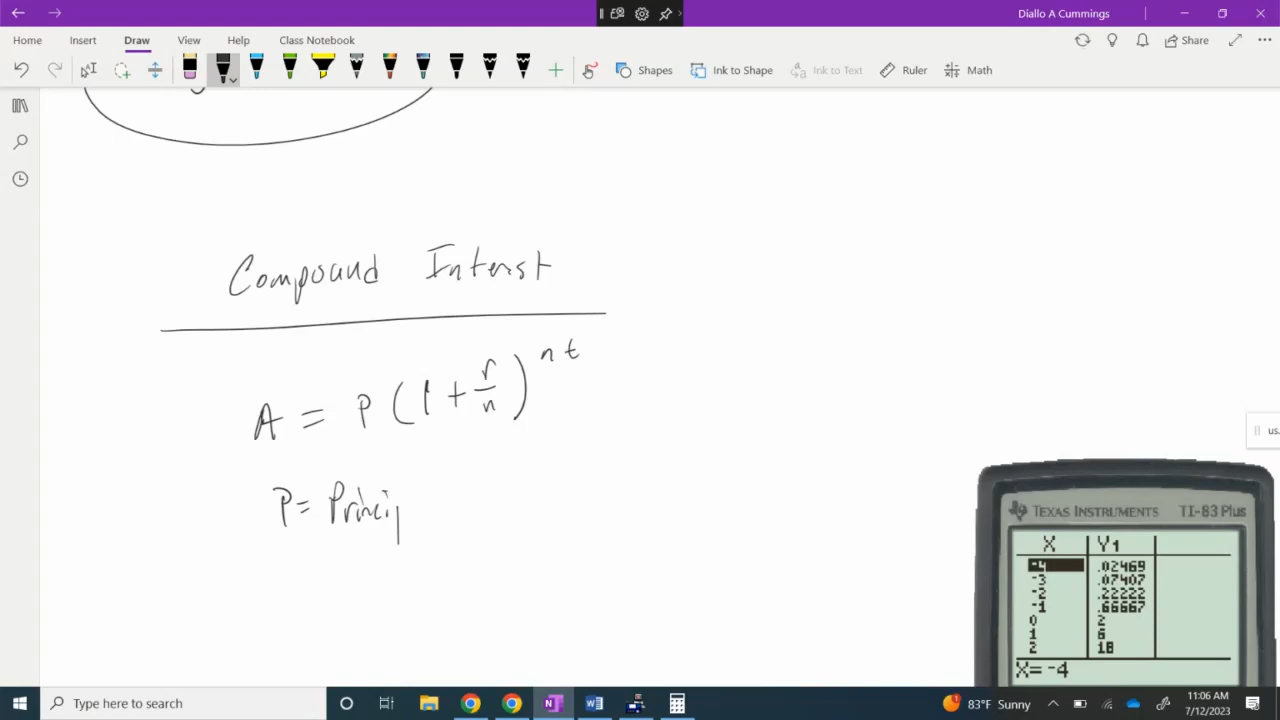 Diallo A Cummings
Home Insert Draw View Help Class Notebook
Share
Shapes Ink to Shape Ink to Text Ruler Math
Compound Interest
A = P (1 + r/n)^nt
P = Princip
us.
TEXAS INSTRUMENTS TI-83 Plus
X Y1
-4 .02469
-3 .07407
-2 .22222
-1 .66667
0 2
1 6
2 18
X= -4
Type here to search
83°F Sunny
11:06 AM
7/12/2023